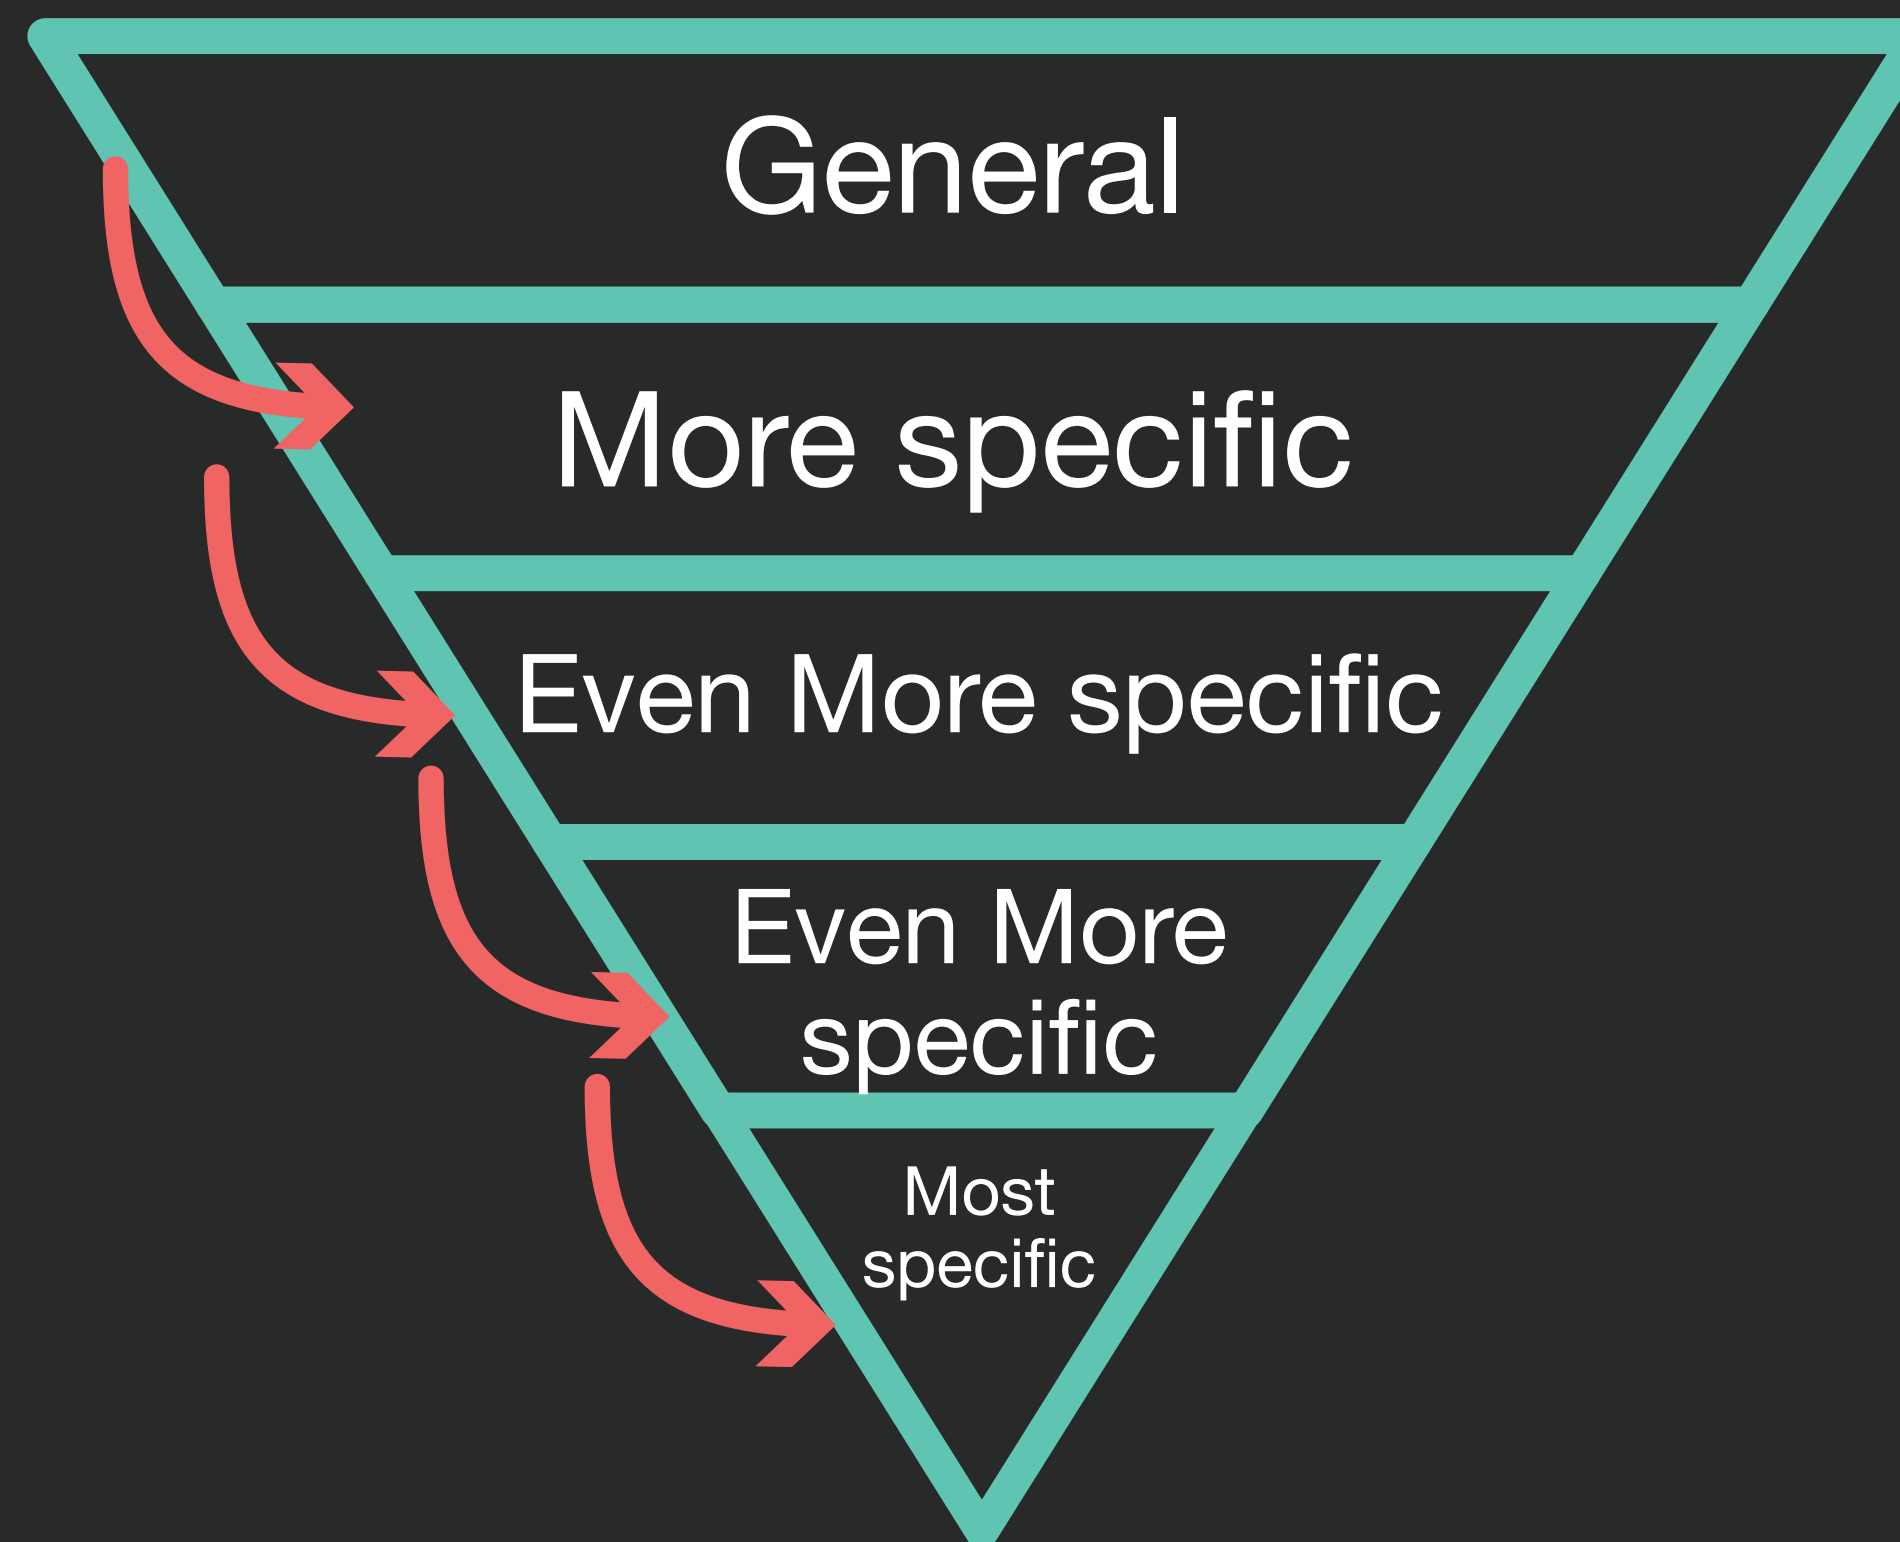 General
More specific
Even More specific
Even More
specific
Most
specific